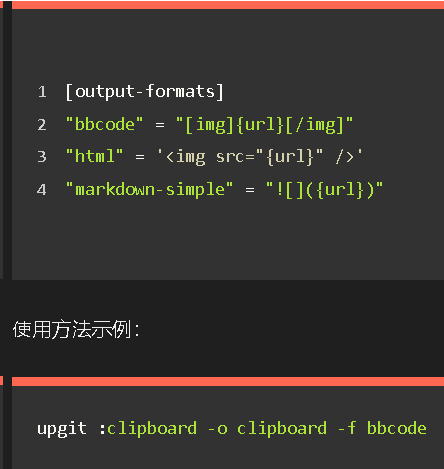 1 [output-formats]
2 "bbcode" = "[img]{url}[/img]"
3 "html" = '<img src="{url}" />'
4 "markdown-simple" = "![]({url})"
使用方法示例：
upgit :clipboard -o clipboard -f bbcode